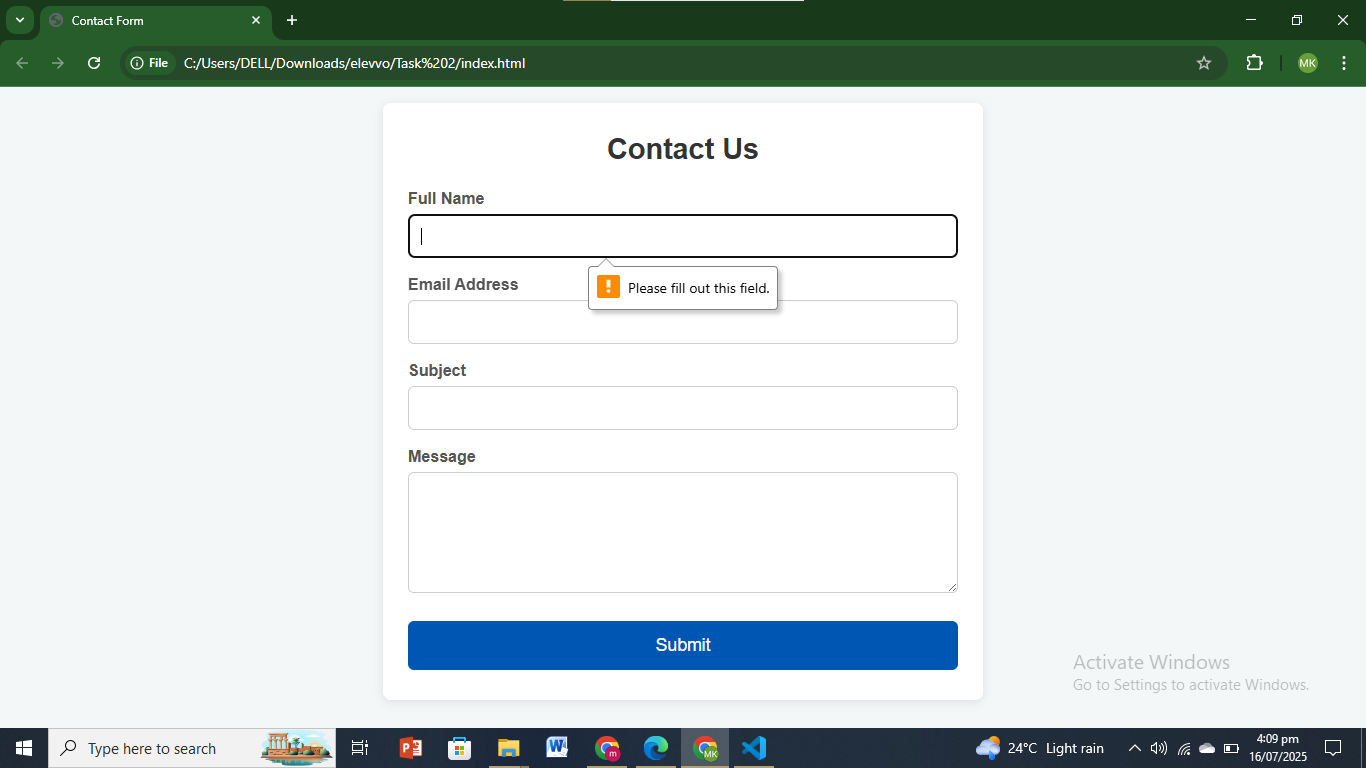 Contact Form
File
C:/Users/DELL/Downloads/elevvo/Task%202/index.html
MK
Contact Us
Full Name
Please fill out this field.
Email Address
Subject
Message
Submit
Activate Windows
Go to Settings to activate Windows.
Type here to search
P
W
m
MK
24°C Light rain
4:09 pm
16/07/2025